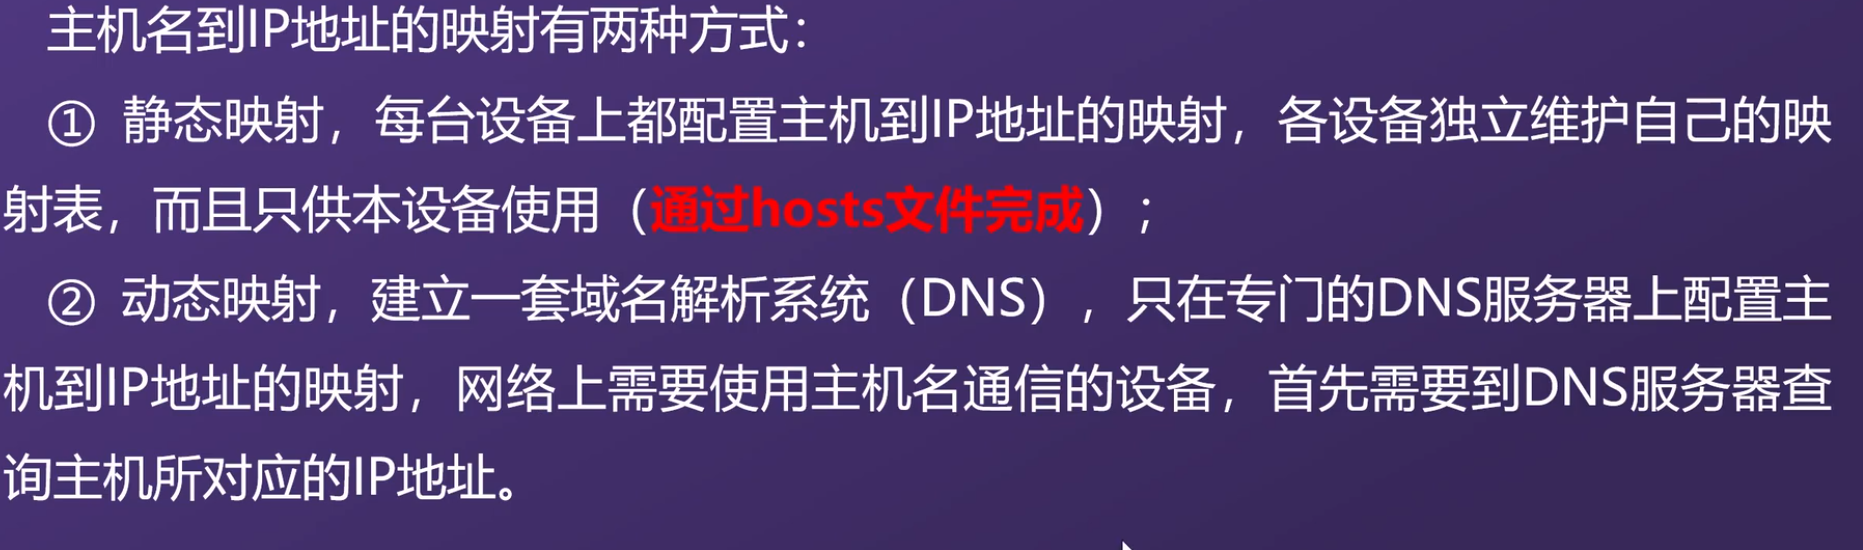 主机名到IP地址的映射有两种方式：
① 静态映射，每台设备上都配置主机到IP地址的映射，各设备独立维护自己的映
射表，而且只供本设备使用（通过hosts文件完成）；
② 动态映射，建立一套域名解析系统（DNS），只在专门的DNS服务器上配置主
机到IP地址的映射，网络上需要使用主机名通信的设备，首先需要到DNS服务器查
询主机所对应的IP地址。